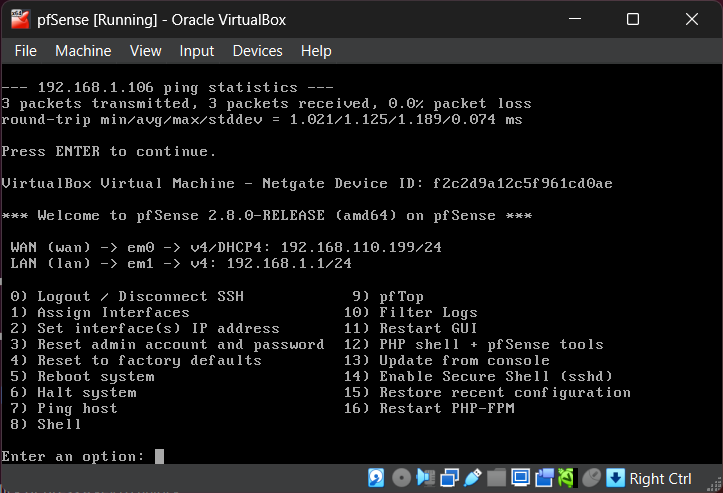 pfSense [Running] - Oracle VirtualBox
File Machine View Input Devices Help
--- 192.168.1.106 ping statistics ---
3 packets transmitted, 3 packets received, 0.0% packet loss
round-trip min/avg/max/stddev = 1.021/1.125/1.189/0.074 ms
Press ENTER to continue.
VirtualBox Virtual Machine - Netgate Device ID: f2c2d9a12c5f961cd0ae
*** Welcome to pfSense 2.8.0-RELEASE (amd64) on pfSense ***
WAN (wan) -> em0 -> v4/DHCP4: 192.168.110.199/24
LAN (lan) -> em1 -> v4: 192.168.1.1/24
0) Logout / Disconnect SSH 9) pfTop
1) Assign Interfaces 10) Filter Logs
2) Set interface(s) IP address 11) Restart GUI
3) Reset admin account and password 12) PHP shell + pfSense tools
4) Reset to factory defaults 13) Update from console
5) Reboot system 14) Enable Secure Shell (sshd)
6) Halt system 15) Restore recent configuration
7) Ping host 16) Restart PHP-FPM
8) Shell
Enter an option:
Right Ctrl